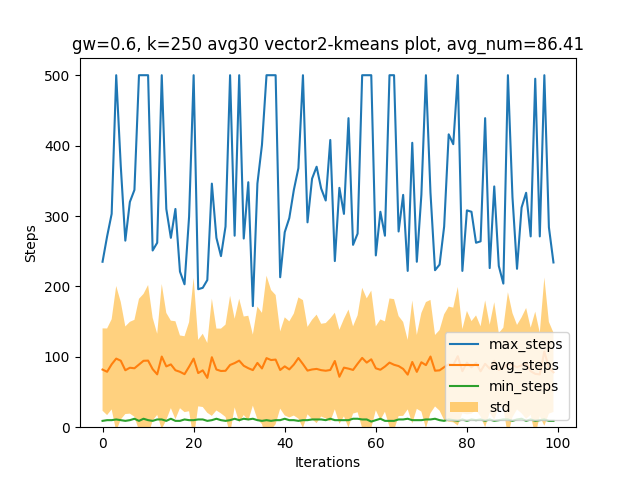 gw=0.6, k=250 avg30 vector2-kmeans plot, avg_num=86.41
500
400
300
200
100
0
Steps
max_steps
avg_steps
min_steps
std
0 20 40 60 80 100
Iterations